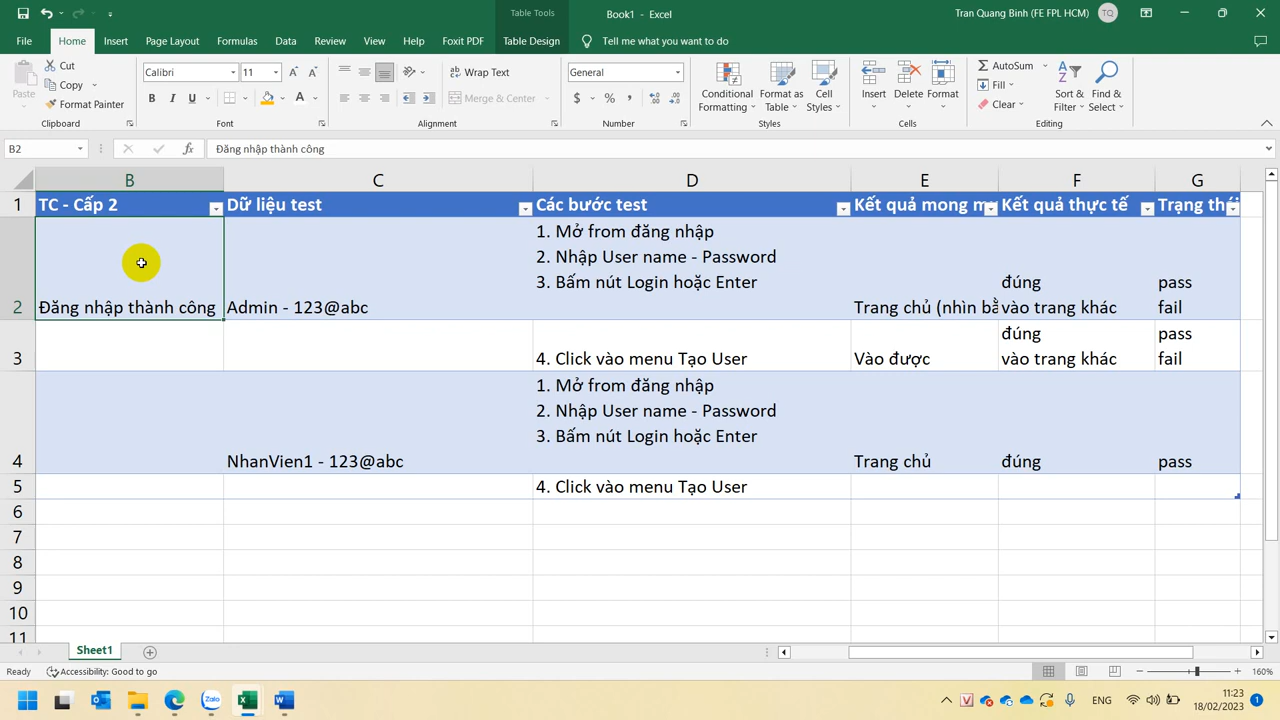 Table Tools
Book1 - Excel
Tran Quang Binh (FE FPL HCM)
TQ
File
Home
Insert
Page Layout
Formulas
Data
Review
View
Help
Foxit PDF
Table Design
Tell me what you want to do
Paste
Cut
Copy
Format Painter
Clipboard
Calibri
11
B I U
Font
Wrap Text
Merge & Center
Alignment
General
$ % ,
Number
Conditional Formatting
Format as Table
Cell Styles
Styles
Insert
Delete
Format
Cells
AutoSum
Fill
Clear
Sort & Filter
Find & Select
Editing
B2
fx
Đăng nhập thành công
B C D E F G
1 TC - Cấp 2 Dữ liệu test Các bước test Kết quả mong m Kết quả thực tế Trạng thái
1. Mở from đăng nhập
2. Nhập User name - Password
3. Bấm nút Login hoặc Enter đúng pass
2 Đăng nhập thành công Admin - 123@abc Trang chủ (nhìn bằ vào trang khác fail
đúng pass
3 4. Click vào menu Tạo User Vào được vào trang khác fail
1. Mở from đăng nhập
2. Nhập User name - Password
3. Bấm nút Login hoặc Enter
4 NhanVien1 - 123@abc Trang chủ đúng pass
5 4. Click vào menu Tạo User
6
7
8
9
10
11
Sheet1
Ready
Accessibility: Good to go
160%
Zalo
ENG
11:23
18/02/2023
1